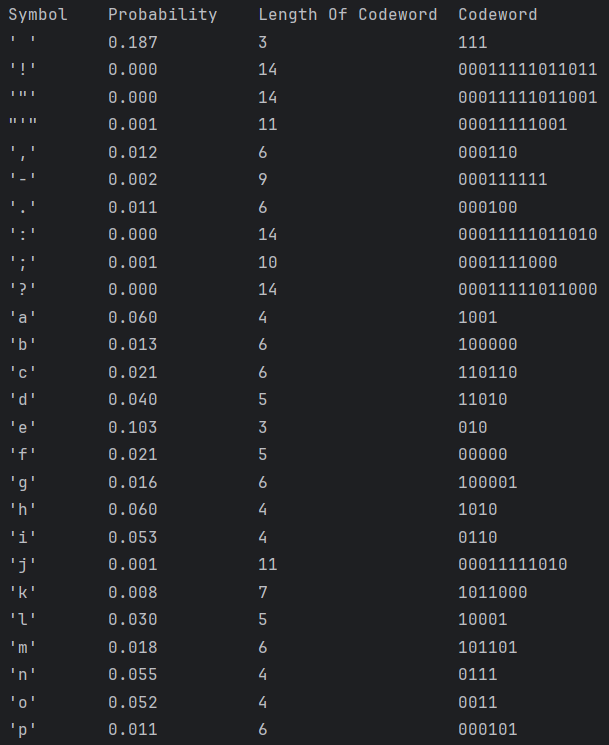 Symbol Probability Length Of Codeword Codeword
' ' 0.187 3 111
'!' 0.000 14 00011111011011
'"' 0.000 14 00011111011001
"'" 0.001 11 00011111001
',' 0.012 6 000110
'-' 0.002 9 000111111
'.' 0.011 6 000100
':' 0.000 14 00011111011010
';' 0.001 10 0001111000
'?' 0.000 14 00011111011000
'a' 0.060 4 1001
'b' 0.013 6 100000
'c' 0.021 6 110110
'd' 0.040 5 11010
'e' 0.103 3 010
'f' 0.021 5 00000
'g' 0.016 6 100001
'h' 0.060 4 1010
'i' 0.053 4 0110
'j' 0.001 11 00011111010
'k' 0.008 7 1011000
'l' 0.030 5 10001
'm' 0.018 6 101101
'n' 0.055 4 0111
'o' 0.052 4 0011
'p' 0.011 6 000101